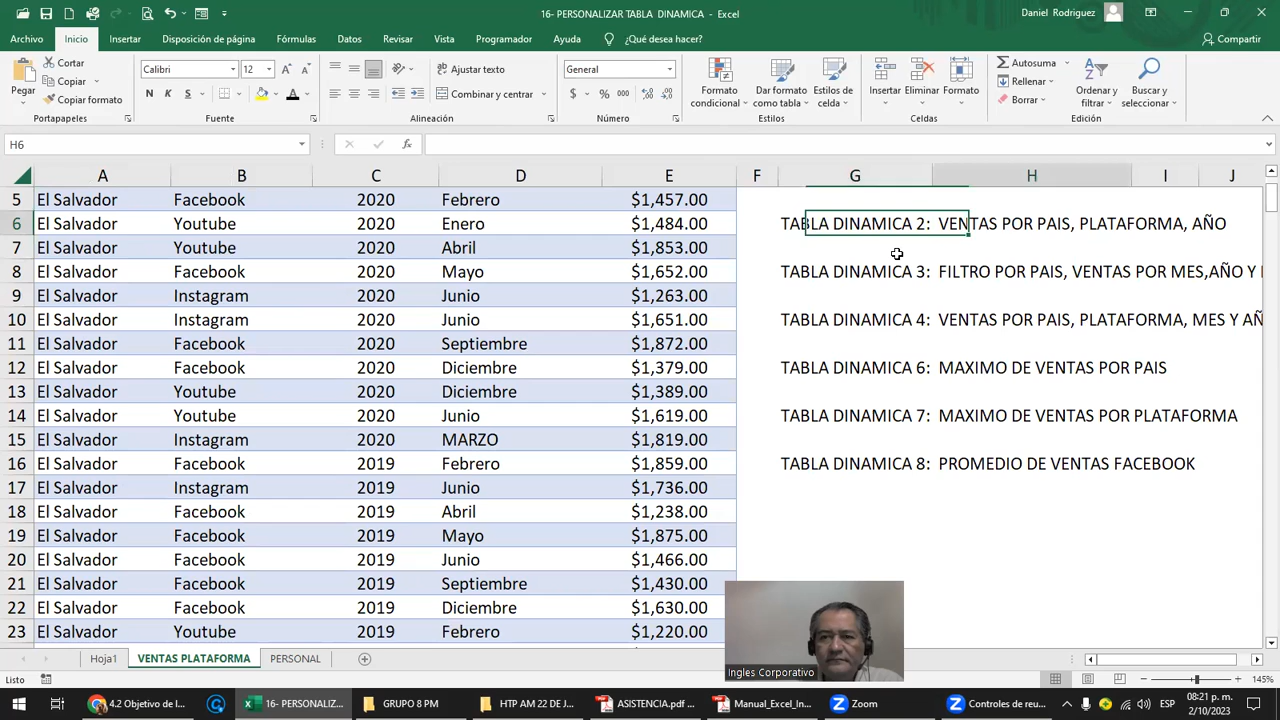 16- PERSONALIZAR TABLA DINAMICA - Excel
Daniel Rodriguez
Archivo Inicio Insertar Disposición de página Fórmulas Datos Revisar Vista Programador Ayuda ¿Qué desea hacer? Compartir
Pegar
Cortar
Copiar
Copiar formato
Portapapeles
Calibri 12
N K S
Fuente
Ajustar texto
Combinar y centrar
Alineación
General
$ % 000
Número
Formato condicional
Dar formato como tabla
Estilos de celda
Estilos
Insertar Eliminar Formato
Celdas
Autosuma
Rellenar
Borrar
Ordenar y filtrar
Buscar y seleccionar
Edición
H6
A B C D E F G H I J
5 El Salvador Facebook 2020 Febrero $1,457.00
6 El Salvador Youtube 2020 Enero $1,484.00 TABLA DINAMICA 2: VENTAS POR PAIS, PLATAFORMA, AÑO
7 El Salvador Youtube 2020 Abril $1,853.00
8 El Salvador Facebook 2020 Mayo $1,652.00 TABLA DINAMICA 3: FILTRO POR PAIS, VENTAS POR MES,AÑO Y
9 El Salvador Instagram 2020 Junio $1,263.00
10 El Salvador Instagram 2020 Junio $1,651.00 TABLA DINAMICA 4: VENTAS POR PAIS, PLATAFORMA, MES Y AÑ
11 El Salvador Facebook 2020 Septiembre $1,872.00
12 El Salvador Facebook 2020 Diciembre $1,379.00 TABLA DINAMICA 6: MAXIMO DE VENTAS POR PAIS
13 El Salvador Youtube 2020 Diciembre $1,389.00
14 El Salvador Youtube 2020 Junio $1,619.00 TABLA DINAMICA 7: MAXIMO DE VENTAS POR PLATAFORMA
15 El Salvador Instagram 2020 MARZO $1,819.00
16 El Salvador Facebook 2019 Febrero $1,859.00 TABLA DINAMICA 8: PROMEDIO DE VENTAS FACEBOOK
17 El Salvador Instagram 2019 Junio $1,736.00
18 El Salvador Facebook 2019 Abril $1,238.00
19 El Salvador Facebook 2019 Mayo $1,875.00
20 El Salvador Facebook 2019 Junio $1,466.00
21 El Salvador Facebook 2019 Septiembre $1,430.00
22 El Salvador Facebook 2019 Diciembre $1,630.00
23 El Salvador Youtube 2019 Febrero $1,220.00
Ingles Corporativo
Hoja1 VENTAS PLATAFORMA PERSONAL
Listo
145%
4.2 Objetivo de l... 16- PERSONALIZ... GRUPO 8 PM HTP AM 22 DE J... ASISTENCIA.pdf ... Manual_Excel_In... Zoom Controles de reu... ESP
08:21 p. m.
2/10/2023